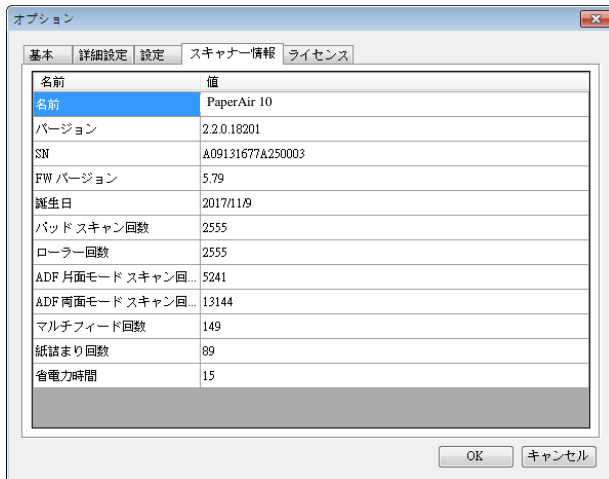 オプション
基本 詳細設定 設定 スキャナー情報 ライセンス
名前 値
名前 PaperAir 10
バージョン 2.2.0.18201
SN A09131677A250003
FW バージョン 5.79
誕生日 2017/11/9
パッド スキャン回数 2555
ローラー回数 2555
ADF 片面モード スキャン回... 5241
ADF 両面モード スキャン回... 13144
マルチフィード回数 149
紙詰まり回数 89
省電力時間 15
OK キャンセル